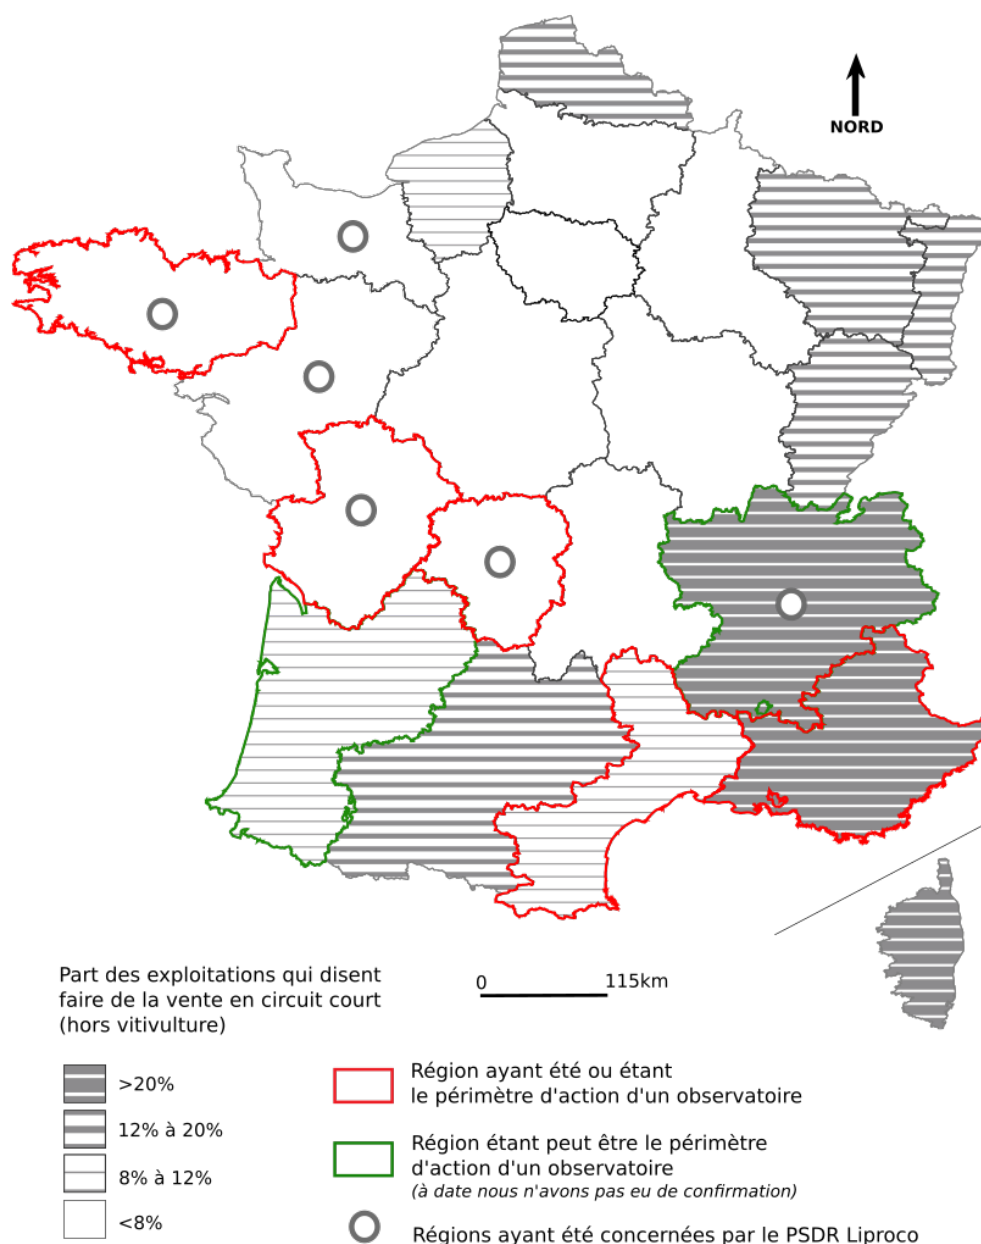 NORD
Part des exploitations qui disent
faire de la vente en circuit court
(hors vitivulture)
0 115km
>20%
12% à 20%
8% à 12%
<8%
Région ayant été ou étant
le périmètre d'action d'un observatoire
Région étant peut être le périmètre
d'action d'un observatoire
(à date nous n'avons pas eu de confirmation)
Régions ayant été concernées par le PSDR Liproco